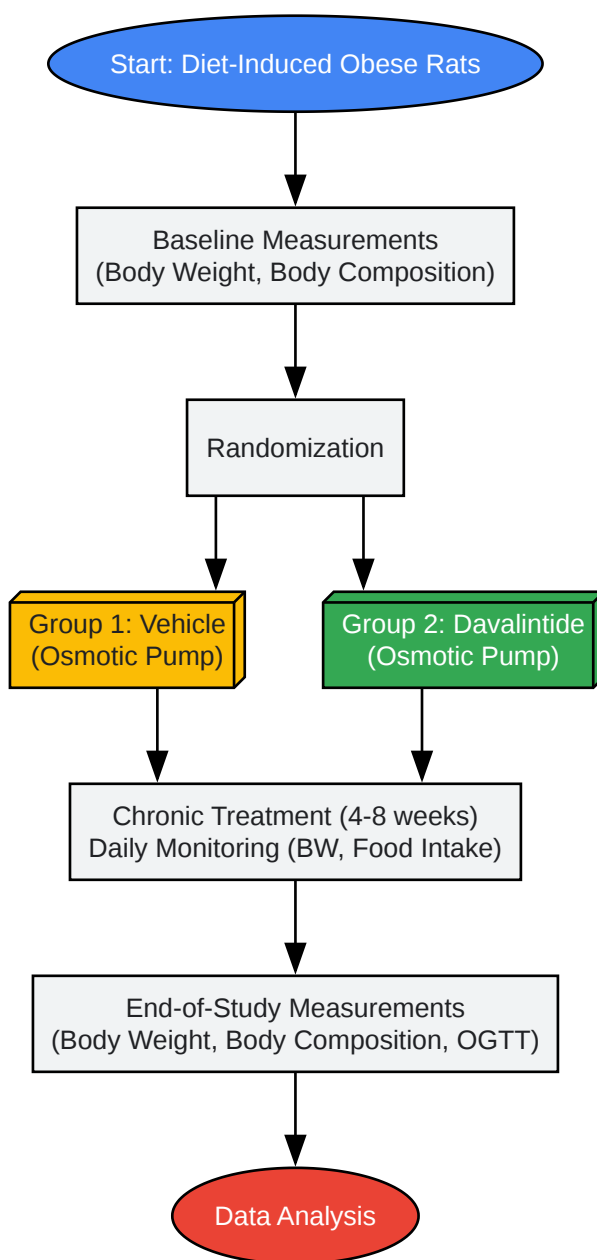 Start: Diet-Induced Obese Rats
Baseline Measurements
(Body Weight, Body Composition)
Randomization
Group 1: Vehicle
(Osmotic Pump)
Group 2: Davalintide
(Osmotic Pump)
Chronic Treatment (4-8 weeks)
Daily Monitoring (BW, Food Intake)
End-of-Study Measurements
(Body Weight, Body Composition, OGTT)
Data Analysis